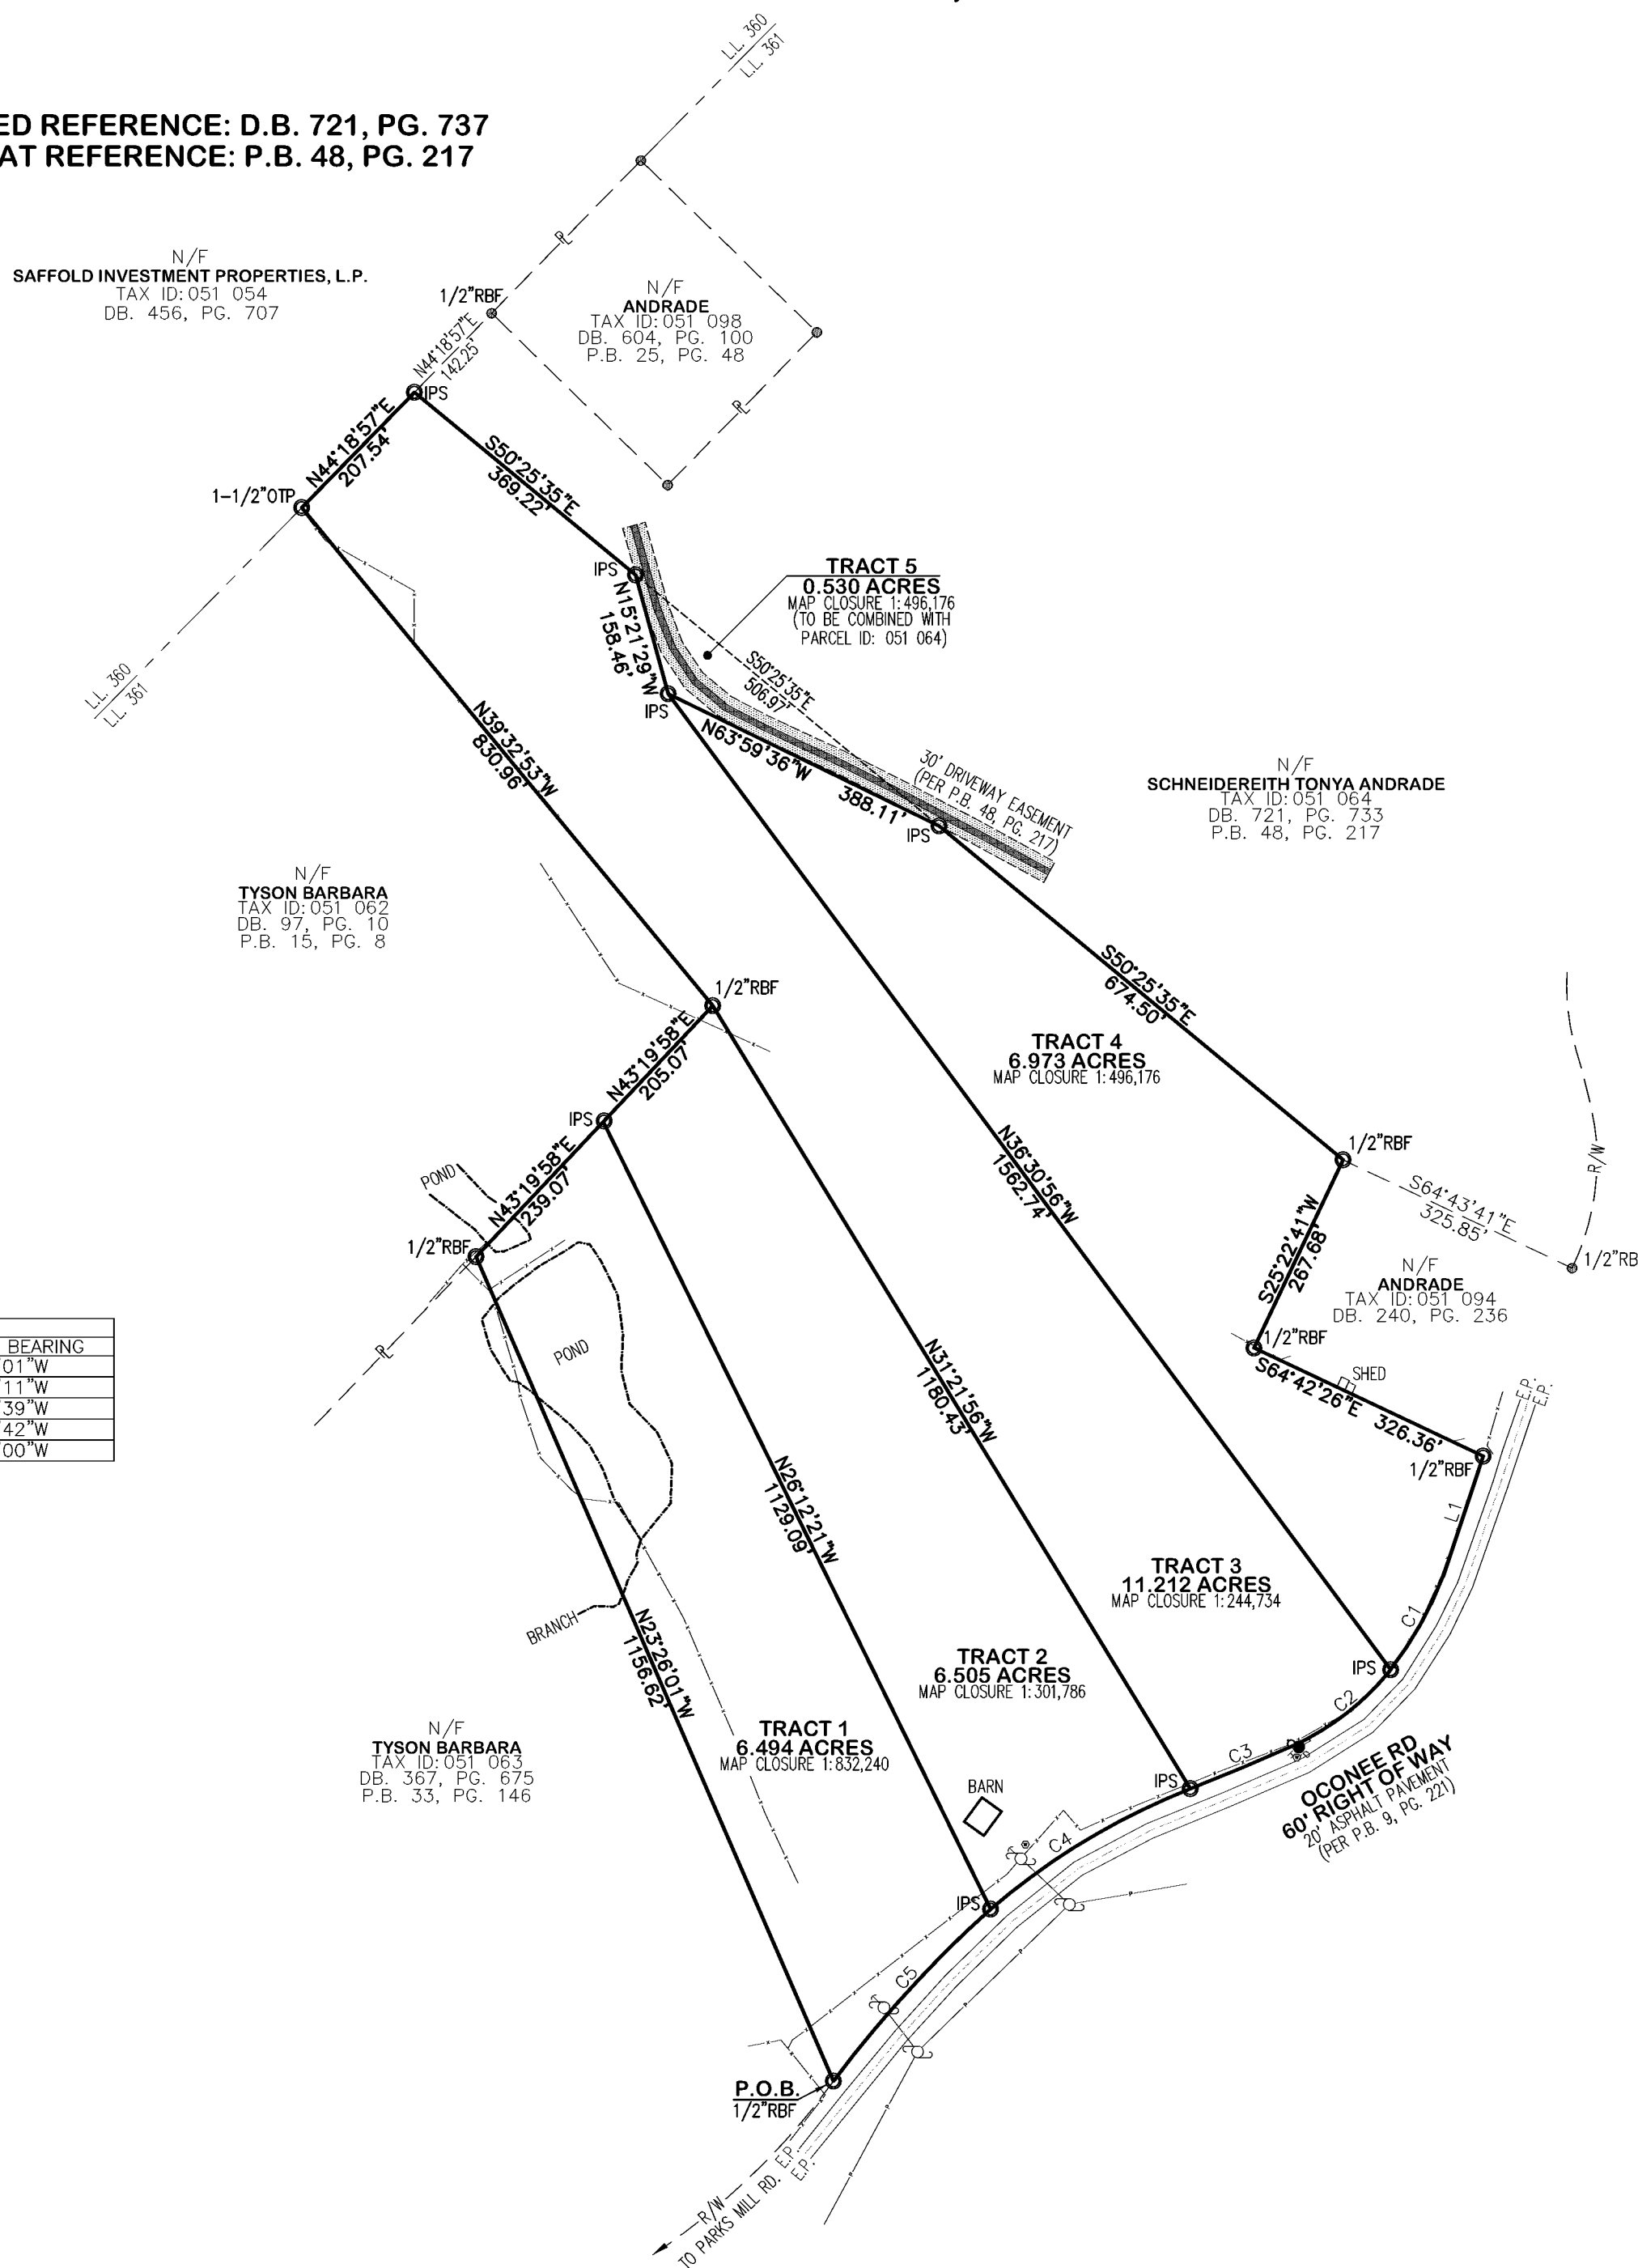 L.L. 360
L.L. 361
ED REFERENCE: D.B. 721, PG. 737
AT REFERENCE: P.B. 48, PG. 217
N/F
SAFFOLD INVESTMENT PROPERTIES, L.P.
TAX ID: 051 054
DB. 456, PG. 707
PL
1/2"RBF
N/F
ANDRADE
TAX ID: 051 098
DB. 604, PG. 100
P.B. 25, PG. 48
PL
N44°18'57"E
142.25'
IPS
N44°18'57"E
207.54'
1-1/2"OTP
S50°25'35"E
369.22'
L.L. 360
L.L. 361
IPS
N15°21'29"W
158.46'
IPS
TRACT 5
0.530 ACRES
MAP CLOSURE 1:496,176
(TO BE COMBINED WITH
PARCEL ID: 051 064)
S50°25'35"E
506.97'
N63°59'36"W
388.11'
30' DRIVEWAY EASEMENT
(PER P.B. 48, PG. 217)
IPS
N/F
SCHNEIDEREITH TONYA ANDRADE
TAX ID: 051 064
DB. 721, PG. 733
P.B. 48, PG. 217
N39°32'53"W
830.96'
N/F
TYSON BARBARA
TAX ID: 051 062
DB. 97, PG. 10
P.B. 15, PG. 8
1/2"RBF
S50°25'35"E
674.50'
TRACT 4
6.973 ACRES
MAP CLOSURE 1:496,176
N43°19'58"E
205.07'
IPS
N36°30'56"W
1562.74'
1/2"RBF
R/W
S64°43'41"E
325.85'
1/2"RB
POND
N43°19'58"E
239.07'
1/2"RBF
S25°22'41"W
267.68'
N/F
ANDRADE
TAX ID: 051 094
DB. 240, PG. 236
PL
POND
1/2"RBF
SHED
S64°42'26"E 326.36'
1/2"RBF
E.P.
E.P.
BEARING
'01"W
'11"W
'39"W
'42"W
'00"W
N31°21'56"W
1180.43'
N26°12'21"W
1129.09'
L1
TRACT 3
11.212 ACRES
MAP CLOSURE 1:244,734
C1
BRANCH
N23°26'01"W
1156.62'
IPS
C2
TRACT 2
6.505 ACRES
MAP CLOSURE 1:301,786
N/F
TYSON BARBARA
TAX ID: 051 063
DB. 367, PG. 675
P.B. 33, PG. 146
TRACT 1
6.494 ACRES
MAP CLOSURE 1:832,240
C3
IPS
BARN
OCONEE RD
60' RIGHT OF WAY
20' ASPHALT PAVEMENT
(PER P.B. 9, PG. 221)
C4
IPS
C5
P.O.B.
1/2"RBF
E.P.
E.P.
R/W
TO PARKS MILL RD.